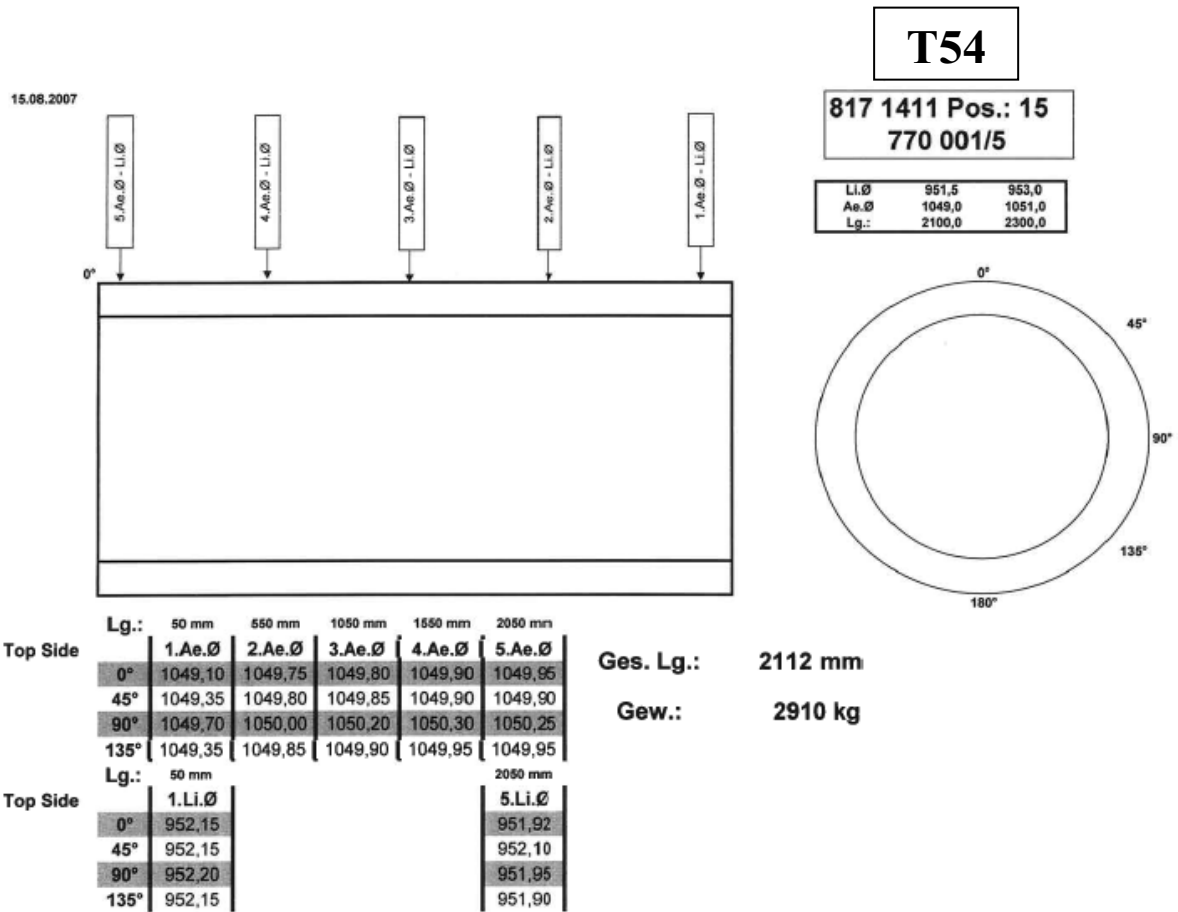 T54
15.08.2007
817 1411 Pos.: 15
770 001/5
5.Ae.Ø - Li.Ø
4.Ae.Ø - Li.Ø
3.Ae.Ø - Li.Ø
2.Ae.Ø - Li.Ø
1.Ae.Ø - Li.Ø
Li.Ø 951,5 953,0
Ae.Ø 1049,0 1051,0
Lg.: 2100,0 2300,0
0°
0°
45°
90°
135°
180°
Lg.: 50 mm 550 mm 1050 mm 1550 mm 2050 mm
Top Side 1.Ae.Ø 2.Ae.Ø 3.Ae.Ø 4.Ae.Ø 5.Ae.Ø
0° 1049,10 1049,75 1049,80 1049,90 1049,95
45° 1049,35 1049,80 1049,85 1049,90 1049,90
90° 1049,70 1050,00 1050,20 1050,30 1050,25
135° 1049,35 1049,85 1049,90 1049,95 1049,95
Ges. Lg.: 2112 mm
Gew.: 2910 kg
Lg.: 50 mm 2050 mm
Top Side 1.Li.Ø 5.Li.Ø
0° 952,15 951,92
45° 952,15 952,10
90° 952,20 951,95
135° 952,15 951,90